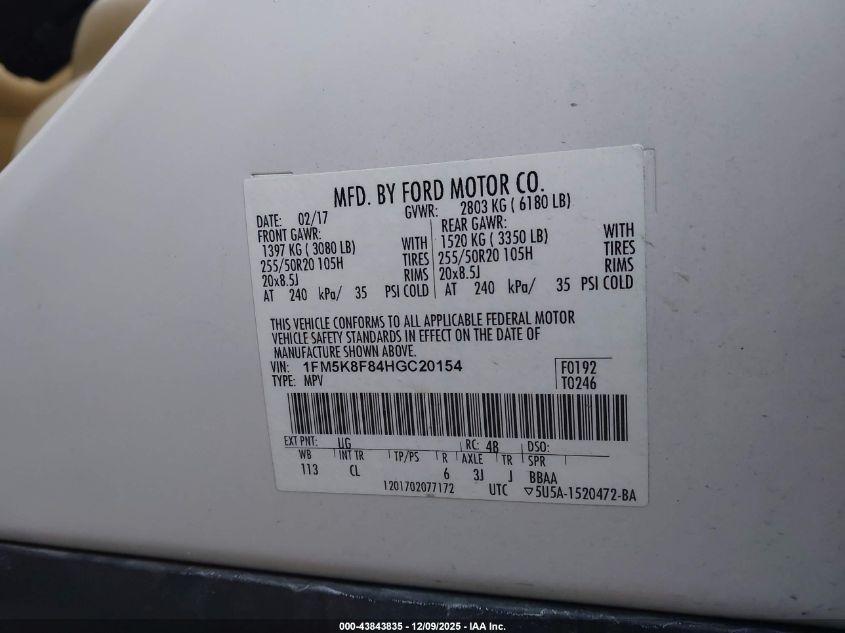 MFD. BY FORD MOTOR CO.
DATE: 02/17 GVWR: 2803 KG ( 6180 LB)
FRONT GAWR: REAR GAWR:
1397 KG ( 3080 LB) WITH 1520 KG ( 3350 LB) WITH
255/50R20 105H TIRES 255/50R20 105H TIRES
20x8.5J RIMS 20x8.5J RIMS
AT 240 kPa/ 35 PSI COLD AT 240 kPa/ 35 PSI COLD
THIS VEHICLE CONFORMS TO ALL APPLICABLE FEDERAL MOTOR
VEHICLE SAFETY STANDARDS IN EFFECT ON THE DATE OF
MANUFACTURE SHOWN ABOVE.
VIN: 1FM5K8F84HGC20154 F0192
TYPE: MPV T0246
EXT PNT: UG RC: 48 DSO:
WB INT TR TP/PS R AXLE TR SPR
113 CL 6 3J J BBAA
1201702077172 UTC ▽5U5A-1520472-BA
000-43843835 - 12/09/2025 - IAA Inc.